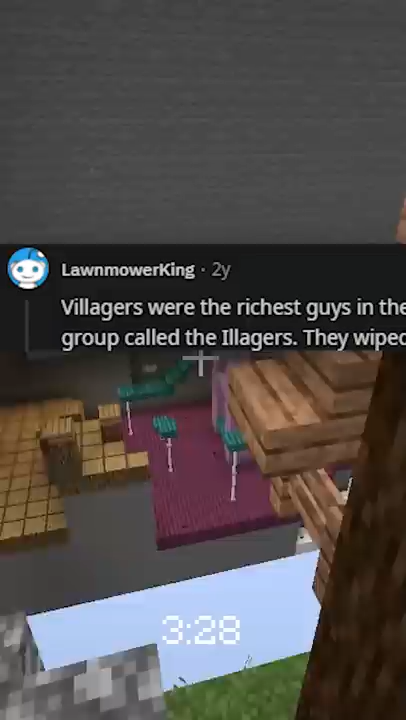 LawnmowerKing · 2y
Villagers were the richest guys in the
group called the Illagers. They wiped
3:28